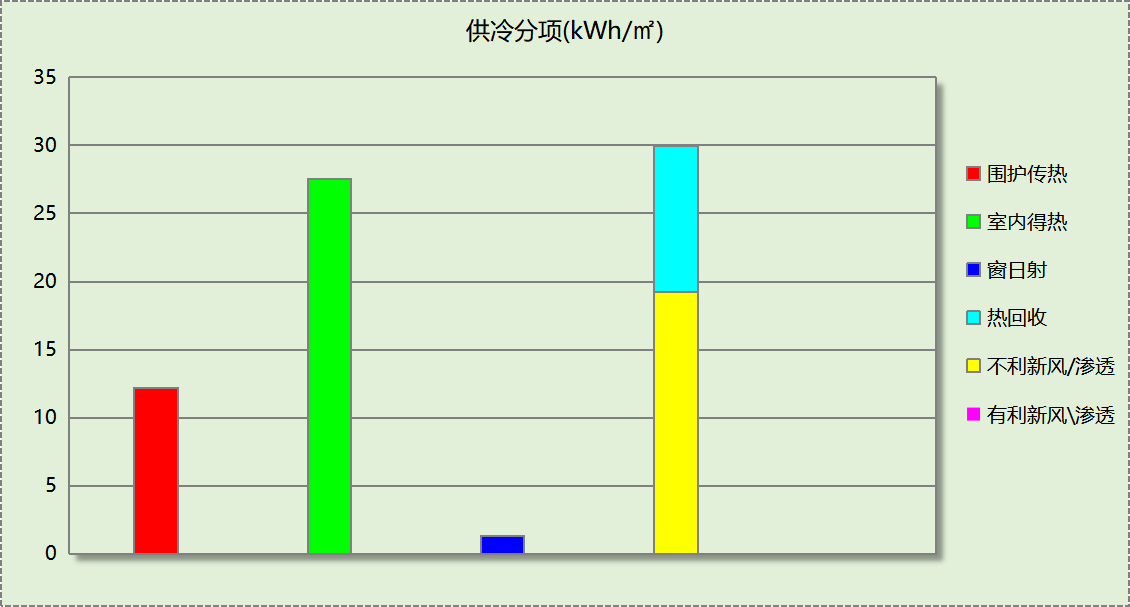 供冷分项(kWh/㎡)
35
30
25
20
15
10
5
0
围护传热
室内得热
窗日射
热回收
不利新风/渗透
有利新风\渗透